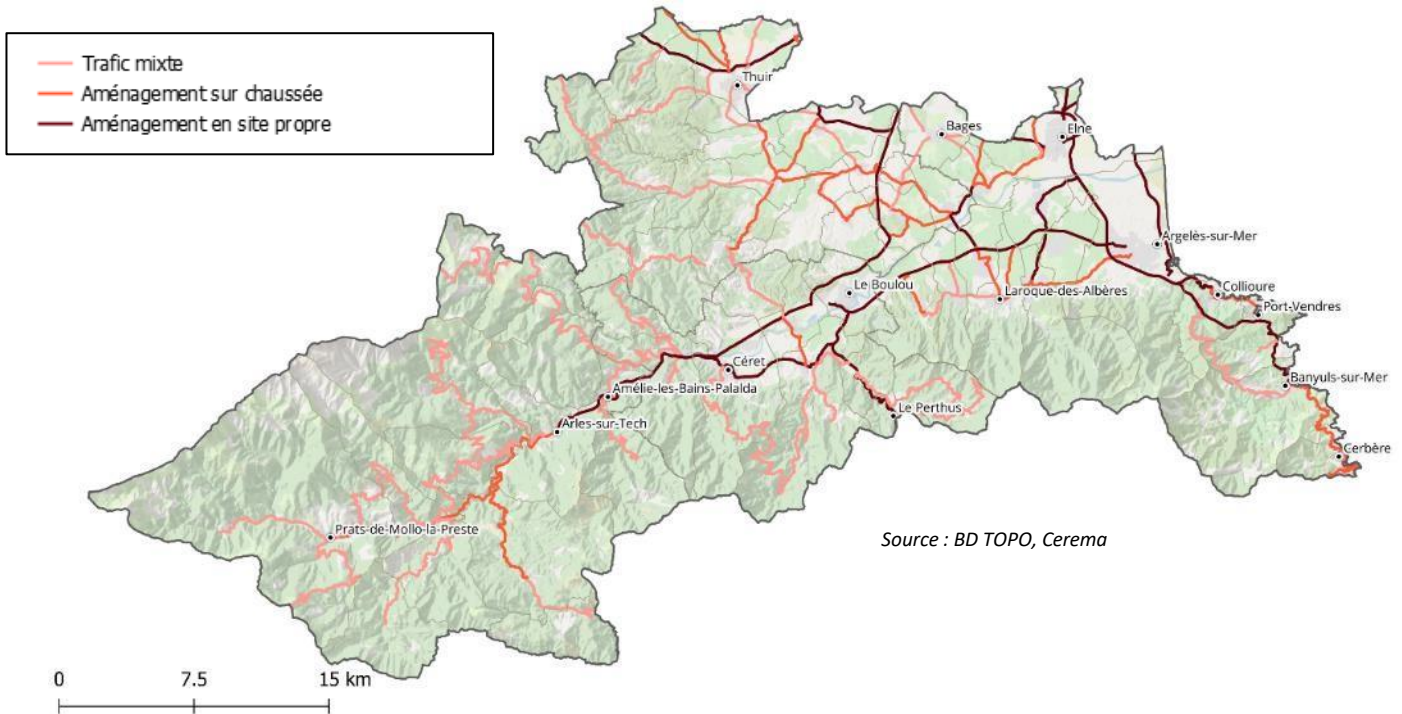 Trafic mixte
Aménagement sur chaussée
Aménagement en site propre
Thuir
Bages
Elne
Argelès-sur-Mer
Le Boulou
Laroque-des-Albères
Collioure
Port-Vendres
Céret
Banyuls-sur-Mer
Amélie-les-Bains-Palalda
Le Perthus
Arles-sur-Tech
Cerbère
Prats-de-Mollo-la-Preste
Source : BD TOPO, Cerema
0 7.5 15 km